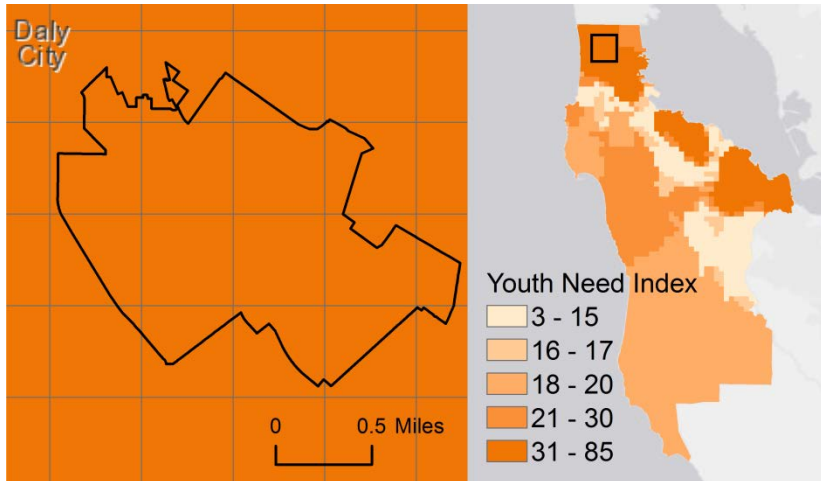 Daly
City
0 0.5 Miles
Youth Need Index
3 - 15
16 - 17
18 - 20
21 - 30
31 - 85